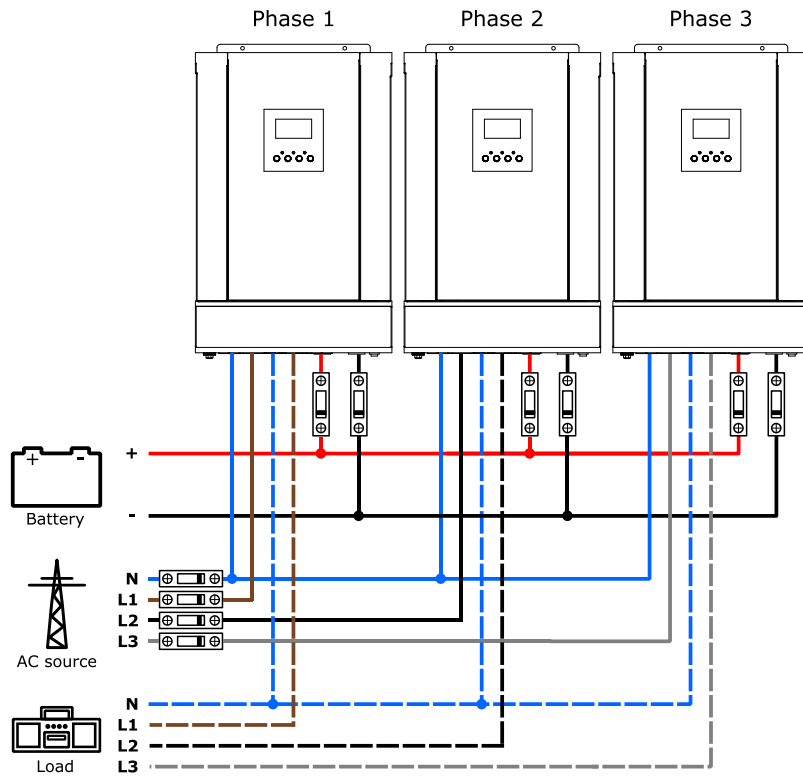 Phase 1 Phase 2 Phase 3
+
+ -
Battery
-
N
L1
L2
L3
AC source
N
L1
L2
L3
Load